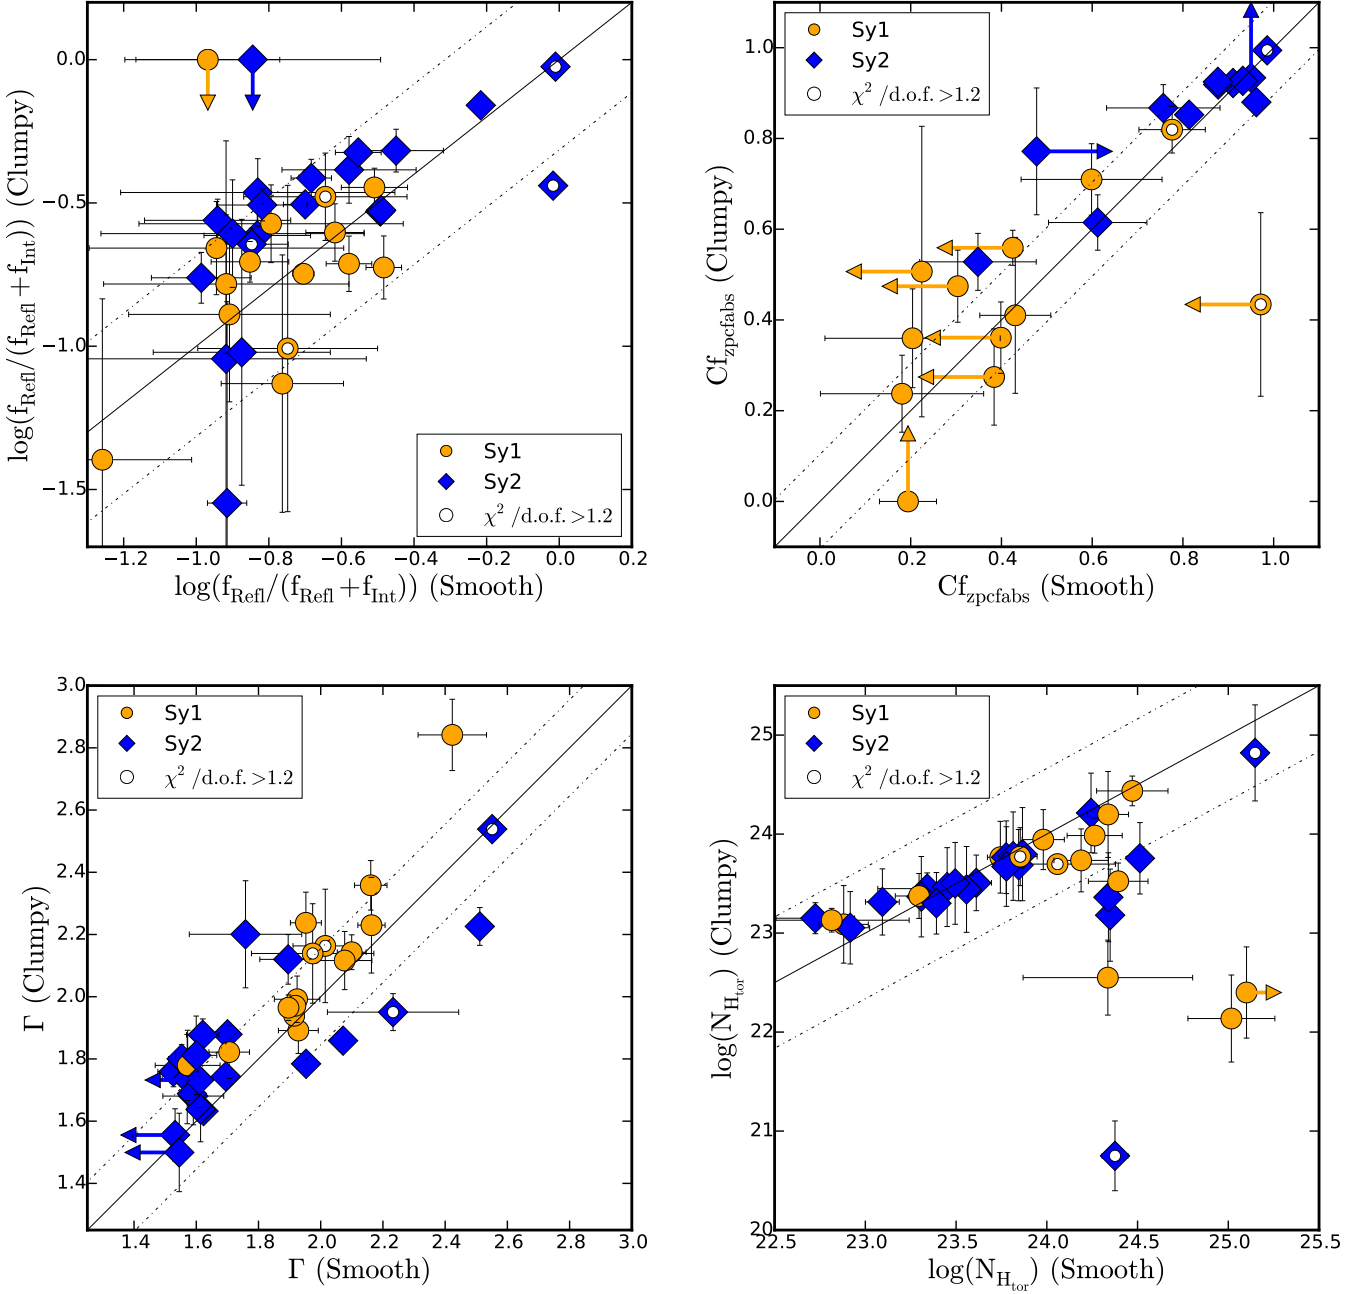 0.0
−0.5
−1.0
−1.5
log(f_Refl/(f_Refl+f_Int)) (Clumpy)
Sy1
Sy2
χ² /d.o.f.>1.2
−1.2 −1.0 −0.8 −0.6 −0.4 −0.2 0.0 0.2
log(f_Refl/(f_Refl+f_Int)) (Smooth)
Sy1
Sy2
χ² /d.o.f.>1.2
1.0
0.8
0.6
0.4
0.2
0.0
Cf_zpcfabs (Clumpy)
0.0 0.2 0.4 0.6 0.8 1.0
Cf_zpcfabs (Smooth)
Sy1
Sy2
χ² /d.o.f.>1.2
3.0
2.8
2.6
2.4
2.2
2.0
1.8
1.6
1.4
Γ (Clumpy)
1.4 1.6 1.8 2.0 2.2 2.4 2.6 2.8 3.0
Γ (Smooth)
Sy1
Sy2
χ² /d.o.f.>1.2
25
24
23
22
21
20
log(N_H_tor) (Clumpy)
22.5 23.0 23.5 24.0 24.5 25.0 25.5
log(N_H_tor) (Smooth)